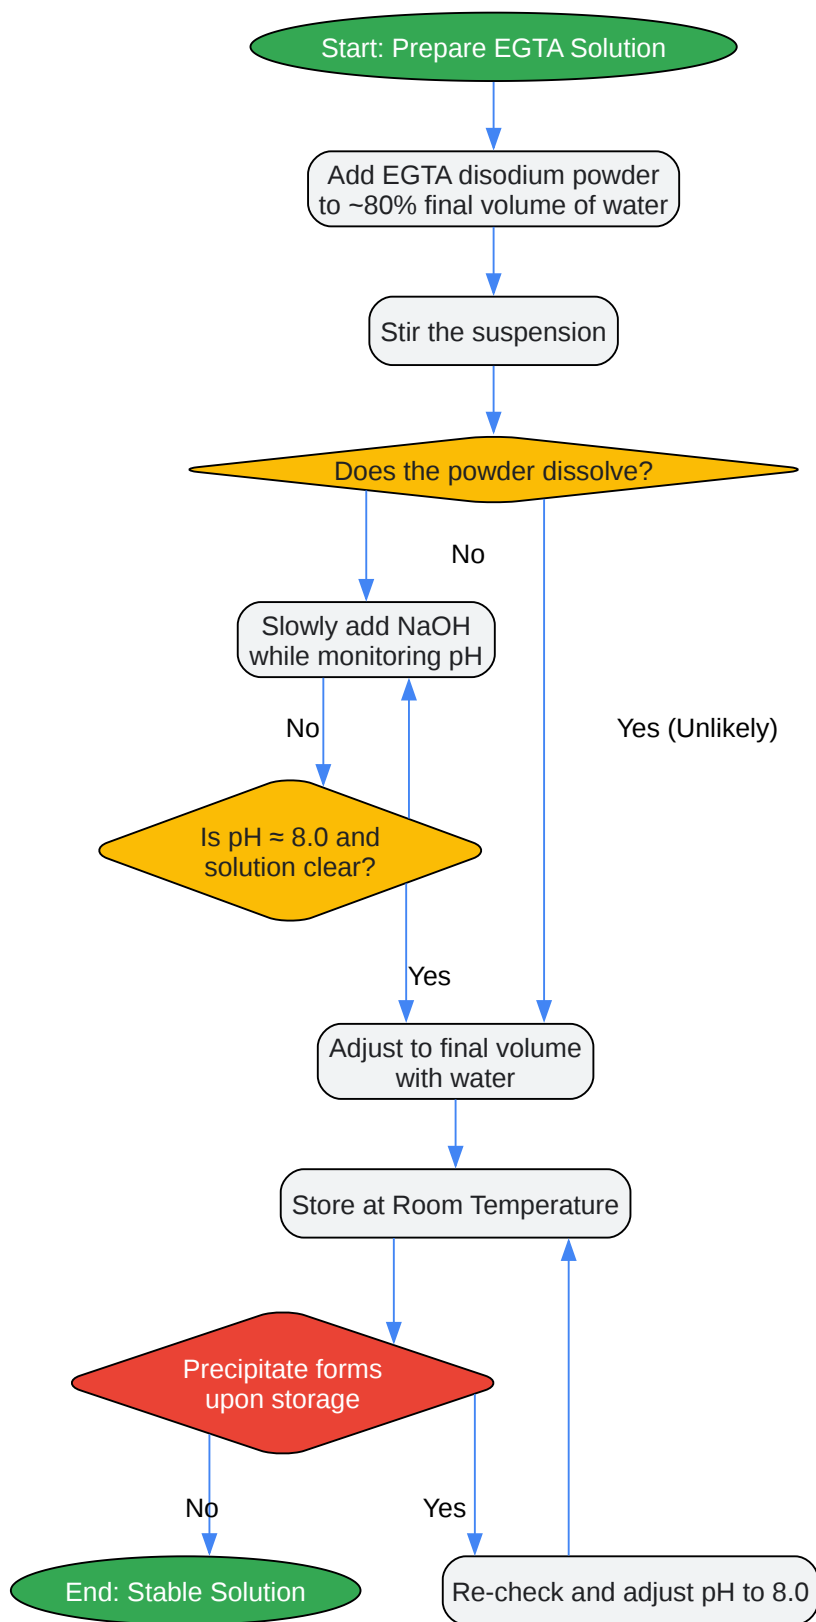 Start: Prepare EGTA Solution
Add EGTA disodium powder
to ~80% final volume of water
Stir the suspension
Does the powder dissolve?
No
Slowly add NaOH
while monitoring pH
No
Yes (Unlikely)
Is pH ≈ 8.0 and
solution clear?
Yes
Adjust to final volume
with water
Store at Room Temperature
Precipitate forms
upon storage
No
Yes
End: Stable Solution
Re-check and adjust pH to 8.0